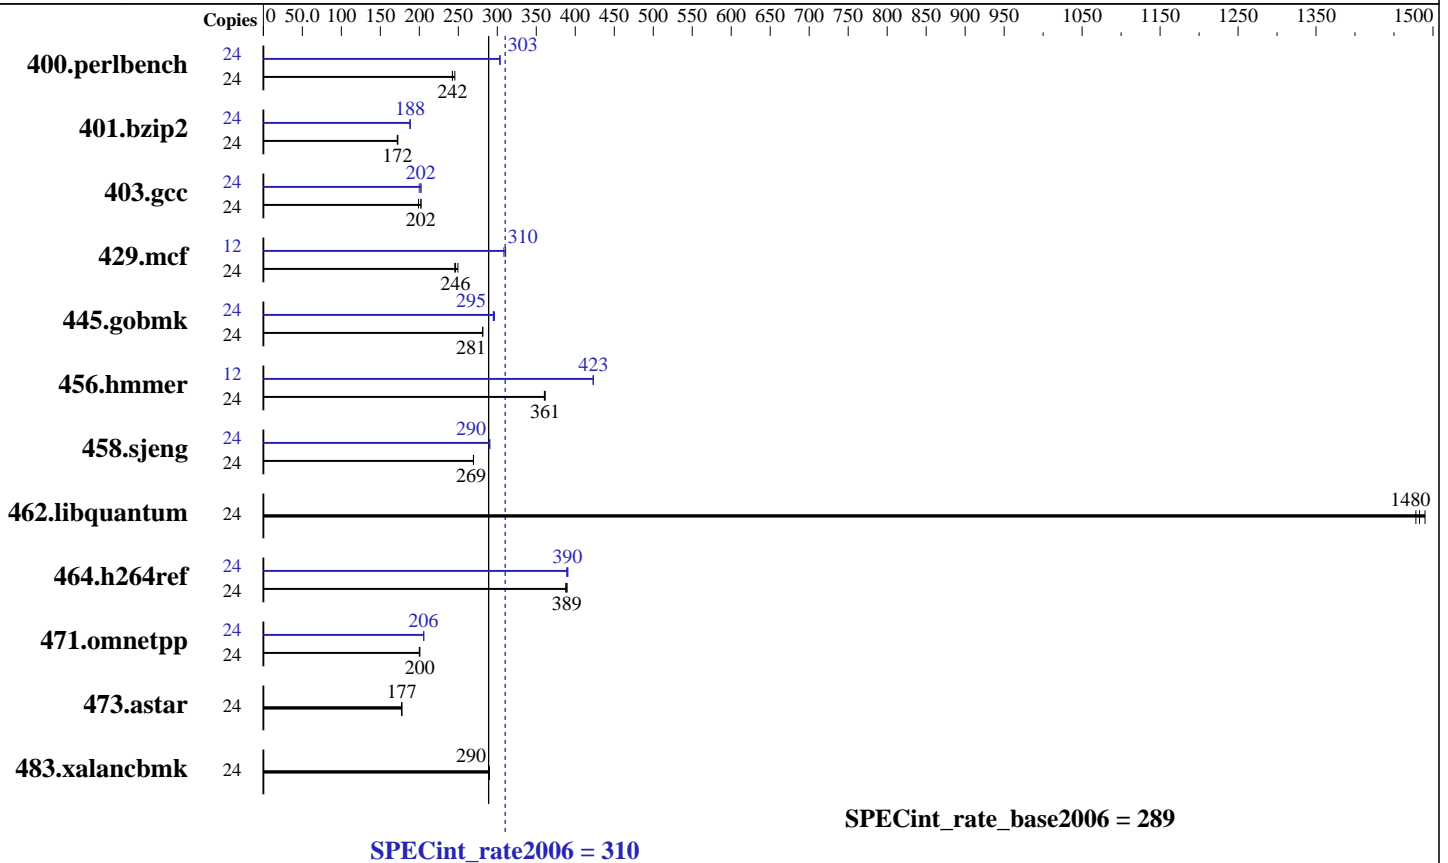 Copies 0 50.0 100 150 200 250 300 350 400 450 500 550 600 650 700 750 800 850 900 950 1050 1150 1250 1350 1500
303
400.perlbench 24
24
242
188
401.bzip2 24
24
172
202
403.gcc 24
24
202
310
429.mcf 12
24
246
295
445.gobmk 24
24
281
423
456.hmmer 12
24
361
290
458.sjeng 24
24
269
1480
462.libquantum 24
390
464.h264ref 24
24
389
206
471.omnetpp 24
24
200
177
473.astar 24
290
483.xalancbmk 24
SPECint_rate_base2006 = 289
SPECint_rate2006 = 310